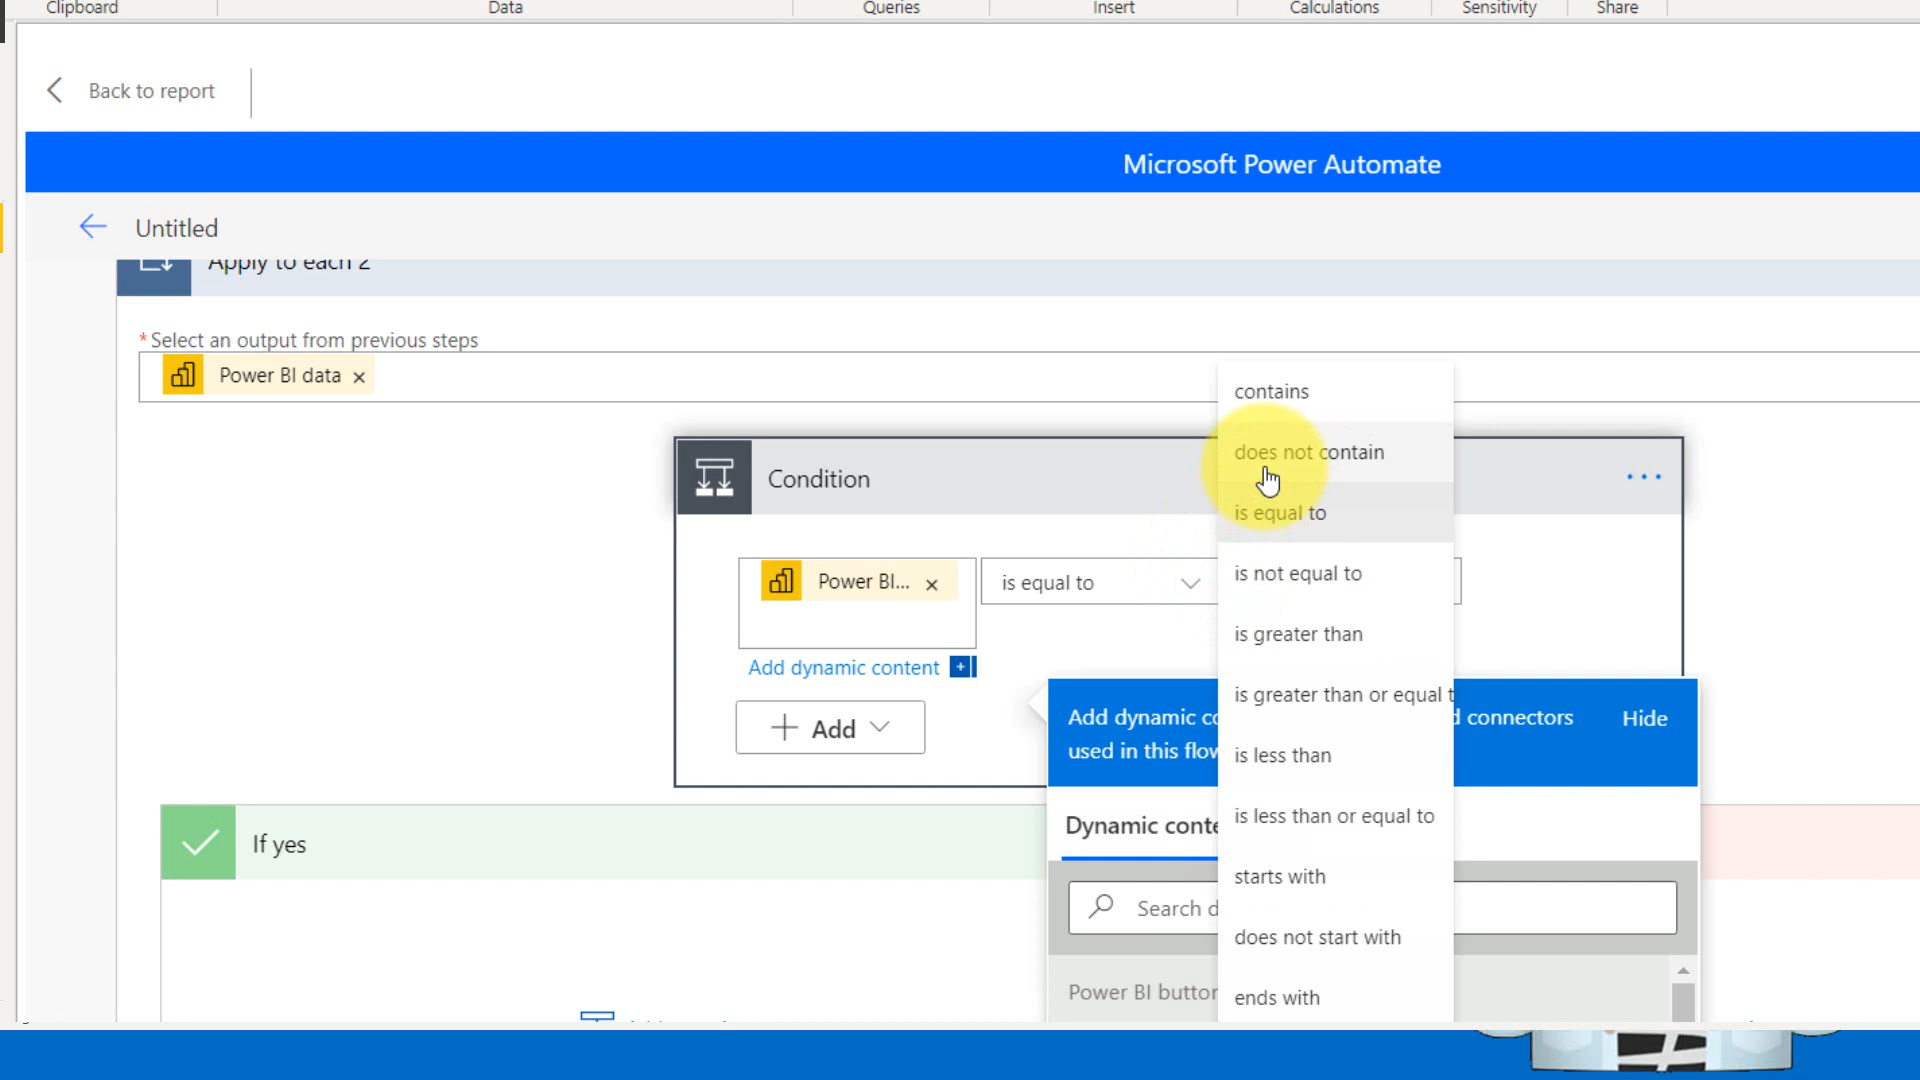 Clipboard
Data
Queries
Insert
Calculations
Sensitivity
Share
Back to report
Microsoft Power Automate
Untitled
Apply to each 2
* Select an output from previous steps
Power BI data ×
Condition
Power BI... ×
is equal to
Add dynamic content +
Add
contains
does not contain
is equal to
is not equal to
is greater than
is greater than or equal t
is less than
is less than or equal to
starts with
does not start with
ends with
Add dynamic co
d connectors
used in this flow
Hide
Dynamic conte
Search d
Power BI button
If yes